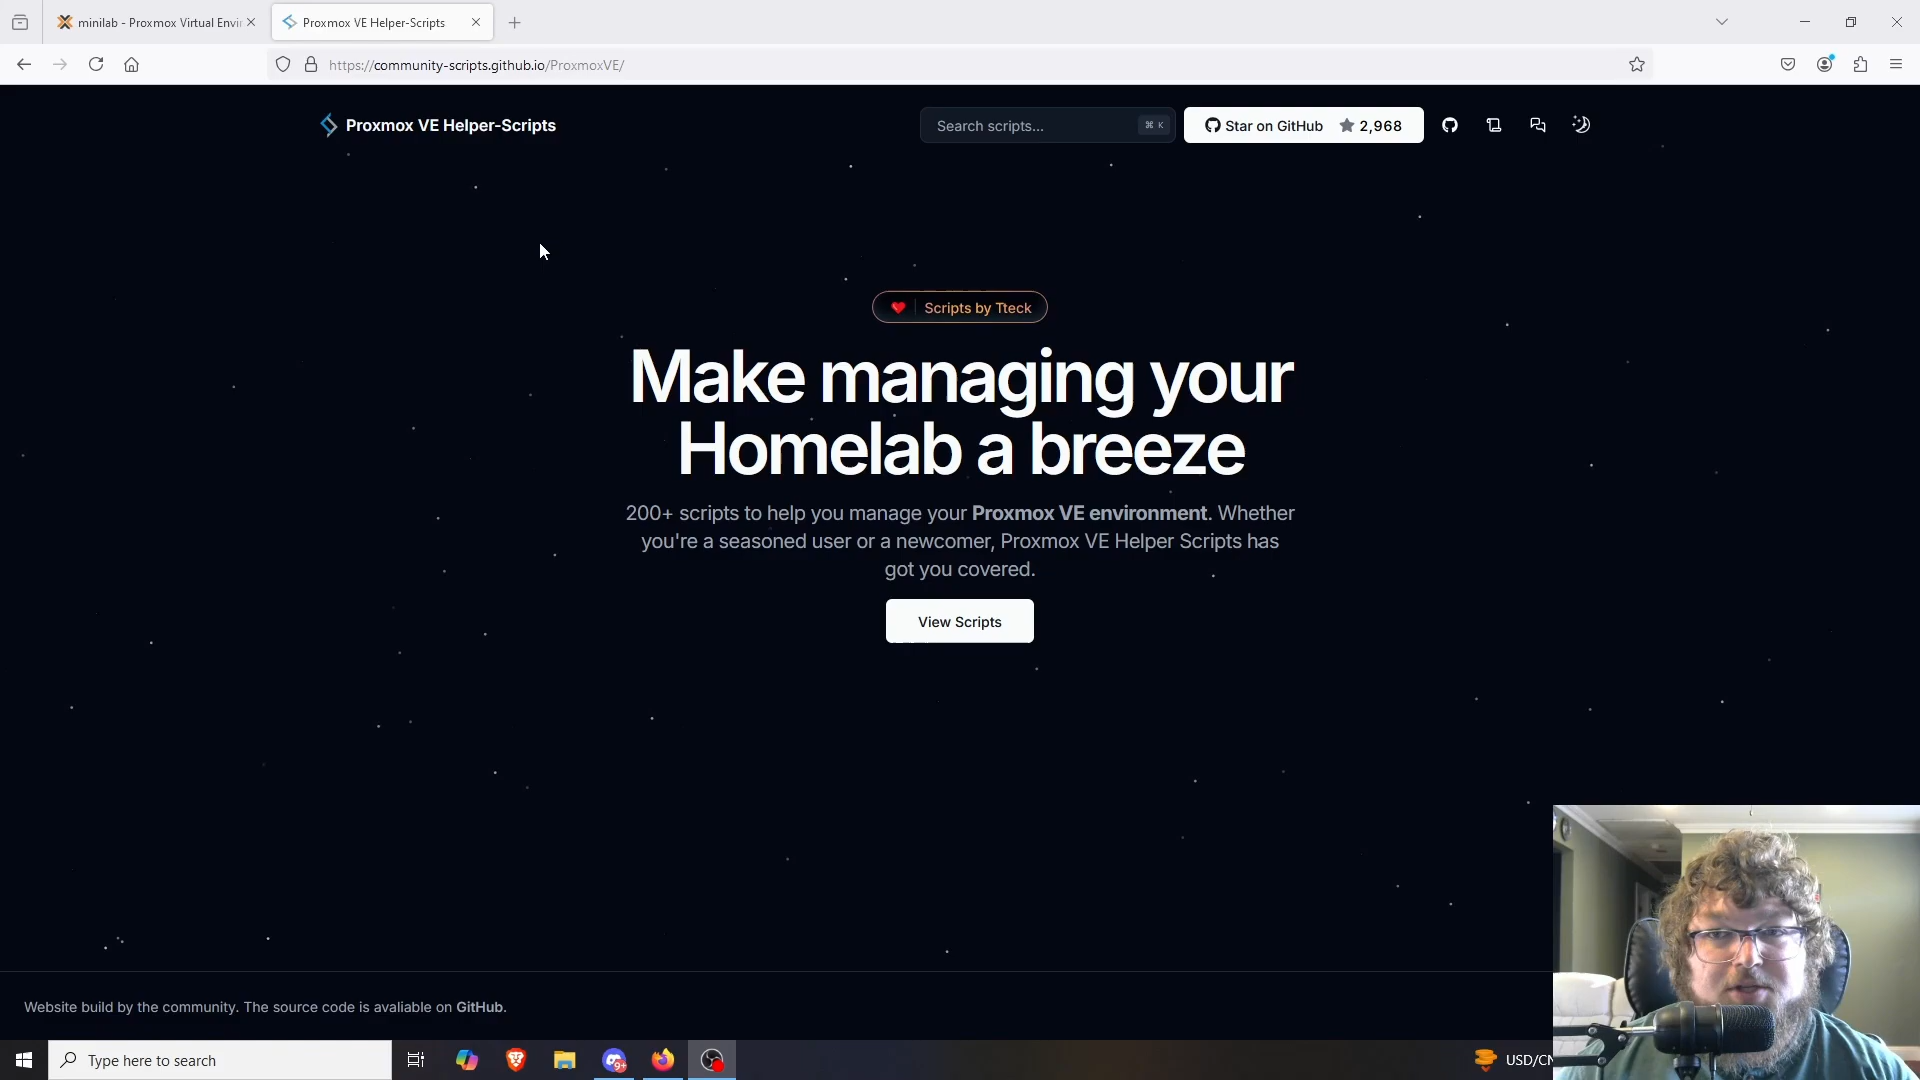 minilab - Proxmox Virtual Envir
Proxmox VE Helper-Scripts
https://community-scripts.github.io/ProxmoxVE/
Proxmox VE Helper-Scripts
Search scripts...
⌘ K
Star on GitHub
2,968
Scripts by Tteck
Make managing your
Homelab a breeze
200+ scripts to help you manage your Proxmox VE environment. Whether
you're a seasoned user or a newcomer, Proxmox VE Helper Scripts has
got you covered.
View Scripts
Website build by the community. The source code is avaliable on GitHub.
Type here to search
9+
USD/CN